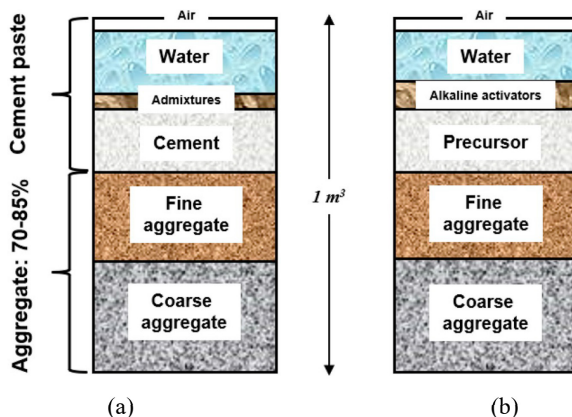 Cement paste
Aggregate: 70-85%
Air
Water
Admixtures
Cement
Fine
aggregate
Coarse
aggregate
1 m³
Air
Water
Alkaline activators
Precursor
Fine
aggregate
Coarse
aggregate
(a)
(b)